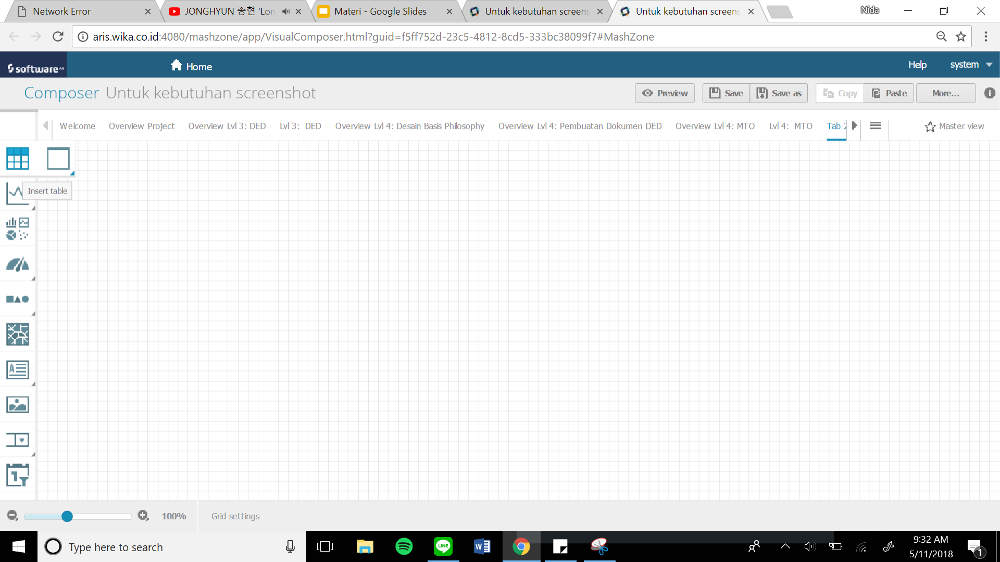 Network Error
JONGHYUN 종현 'Lon
Materi - Google Slides
Untuk kebutuhan screens
Untuk kebutuhan screens
Nida
aris.wika.co.id:4080/mashzone/app/VisualComposer.html?guid=f5ff752d-23c5-4812-8cd5-333bc38099f7#MashZone
software AG
Home
Help
system
Composer Untuk kebutuhan screenshot
Preview
Save
Save as
Copy
Paste
More...
Welcome
Overview Project
Overview Lvl 3: DED
Lvl 3: DED
Overview Lvl 4: Desain Basis Philosophy
Overview Lvl 4: Pembuatan Dokumen DED
Overview Lvl 4: MTO
Lvl 4: MTO
Tab 2
Master view
Insert table
A
1
100%
Grid settings
Type here to search
LINE
W
9:32 AM
5/11/2018
1